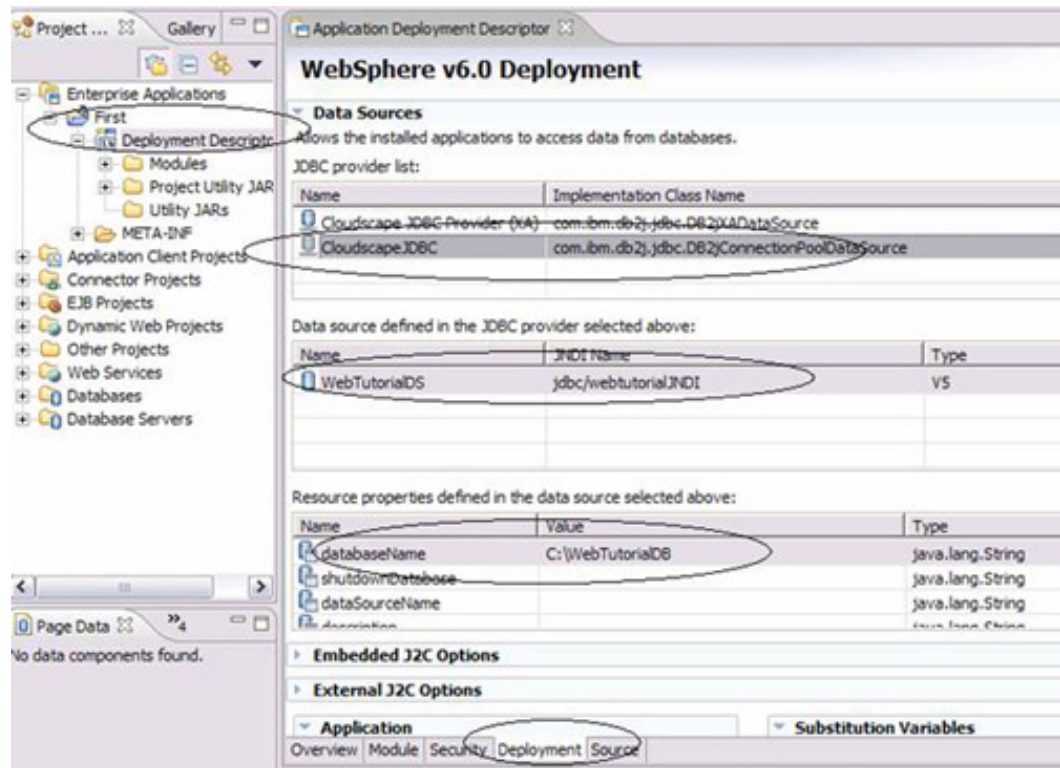 Project ...
Gallery
Enterprise Applications
First
Deployment Descripto
Modules
Project Utility JAR
Utility JARs
META-INF
Application Client Projects
Connector Projects
EJB Projects
Dynamic Web Projects
Other Projects
Web Services
Databases
Database Servers
Page Data
4
No data components found.
Application Deployment Descriptor
WebSphere v6.0 Deployment
Data Sources
Allows the installed applications to access data from databases.
JDBC provider list:
Name Implementation Class Name
Cloudscape JDBC Provider (XA) com.ibm.db2j.jdbc.DB2jXADataSource
CloudscapeJDBC com.ibm.db2j.jdbc.DB2jConnectionPoolDataSource
Data source defined in the JDBC provider selected above:
Name JNDI Name Type
WebTutorialDS jdbc/webtutorialJNDI V5
Resource properties defined in the data source selected above:
Name Value Type
databaseName C:\WebTutorialDB java.lang.String
shutdownDatabase java.lang.String
dataSourceName java.lang.String
description java.lang.String
Embedded J2C Options
External J2C Options
Application Substitution Variables
Overview Module Security Deployment Source